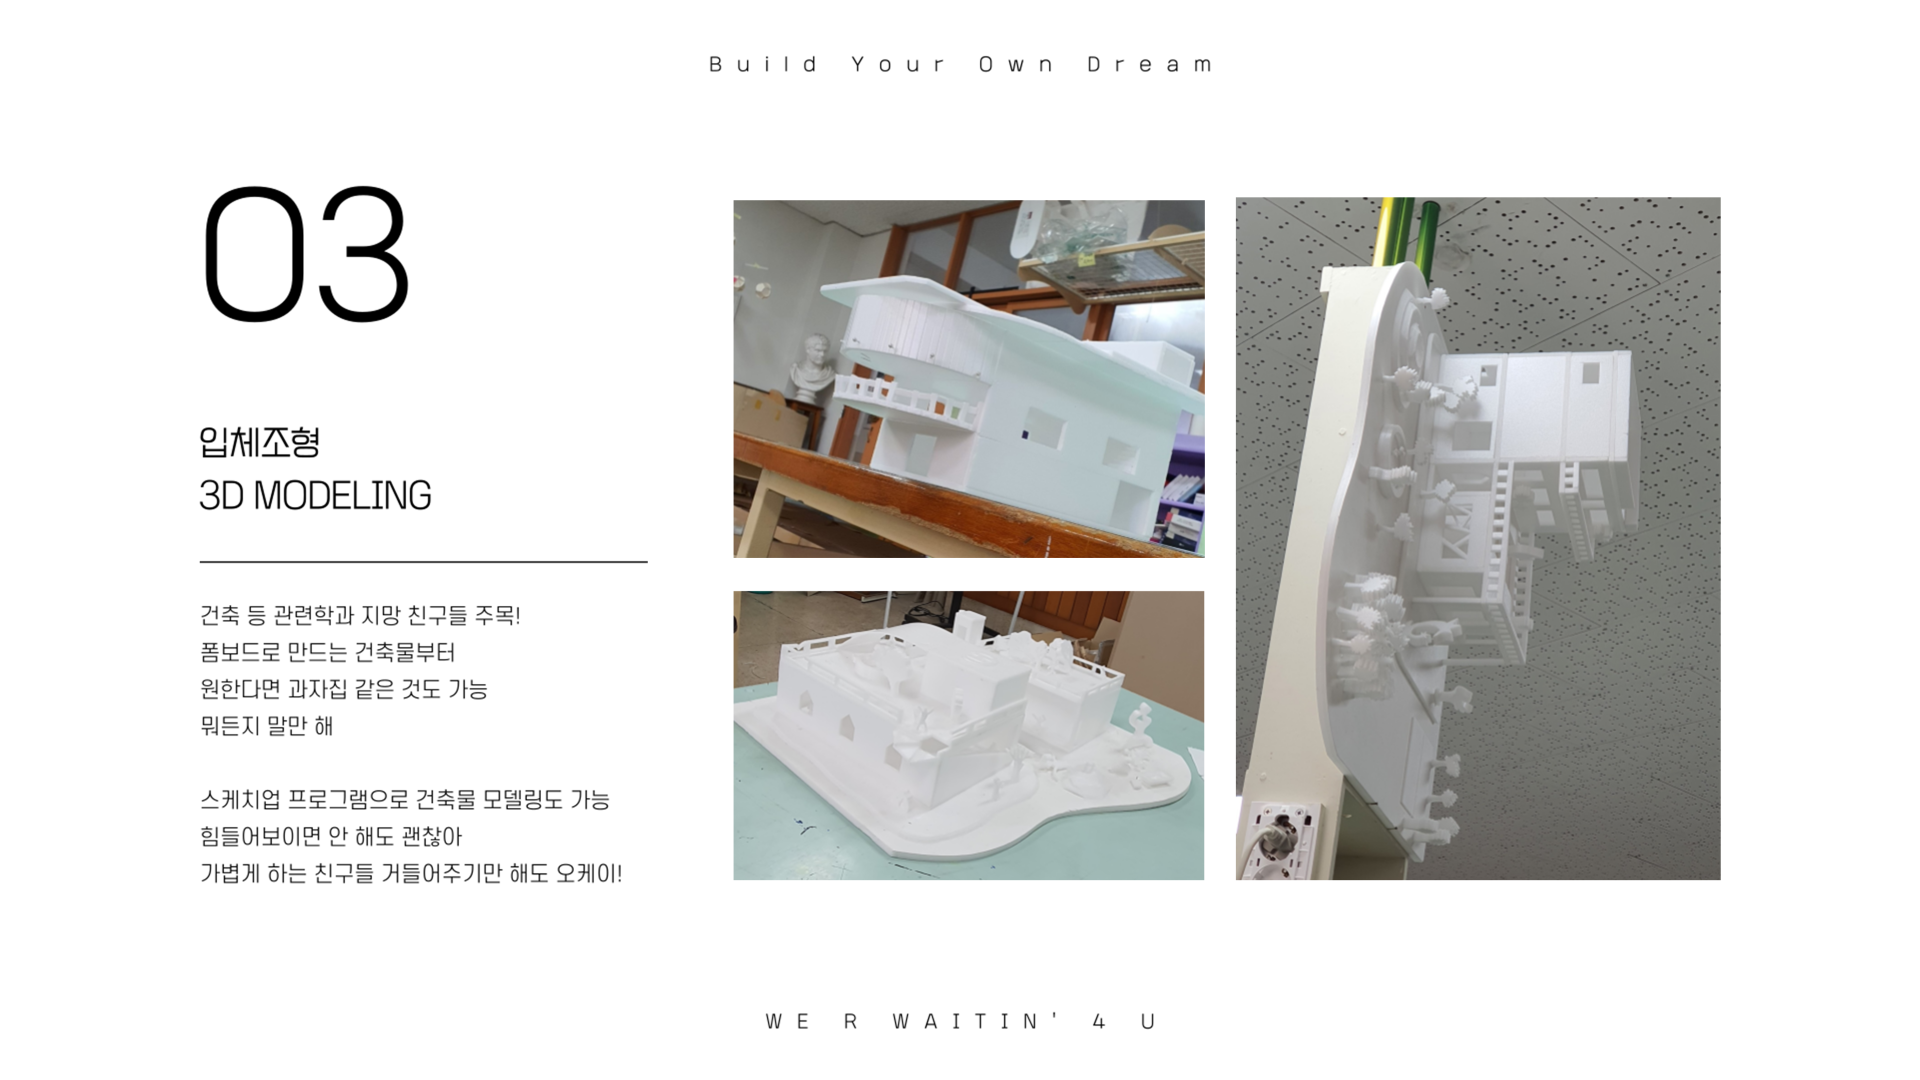 Build Your Own Dream
03
입체조형
3D MODELING
건축 등 관련학과 지망 친구들 주목!
폼보드로 만드는 건축물부터
원한다면 과자집 같은 것도 가능
뭐든지 말만 해
스케치업 프로그램으로 건축물 모델링도 가능
힘들어보이면 안 해도 괜찮아
가볍게 하는 친구들 거들어주기만 해도 오케이!
WE R WAITIN' 4 U